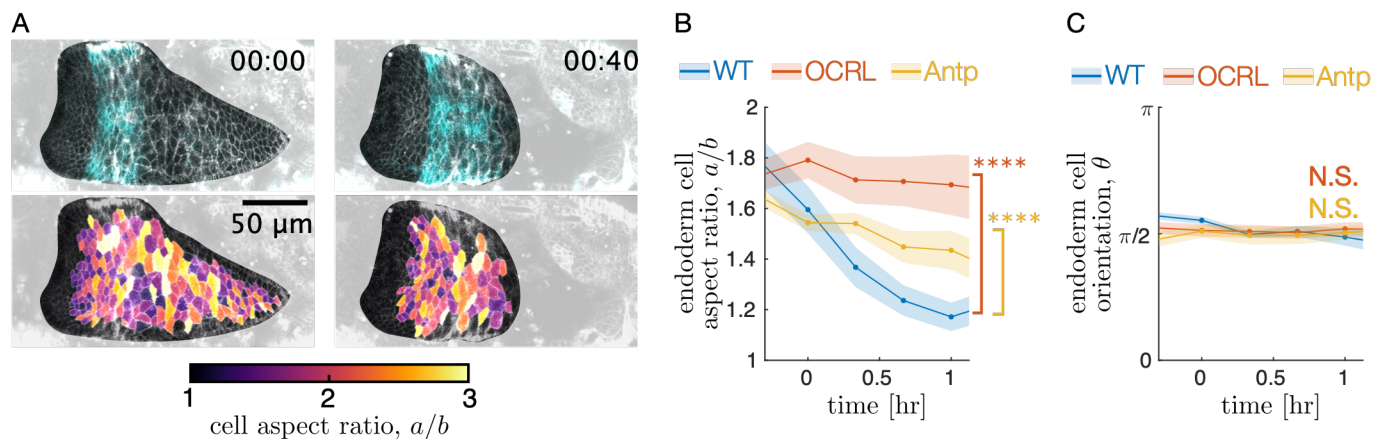 A
00:00
00:40
50 µm
1
2
3
cell aspect ratio, a/b
B
WT
OCRL
Antp
endoderm cell
aspect ratio, a/b
2
1.8
1.6
1.4
1.2
1
0
0.5
1
time [hr]
****
****
C
WT
OCRL
Antp
endoderm cell
orientation, θ
π
π/2
0
0
0.5
1
time [hr]
N.S.
N.S.